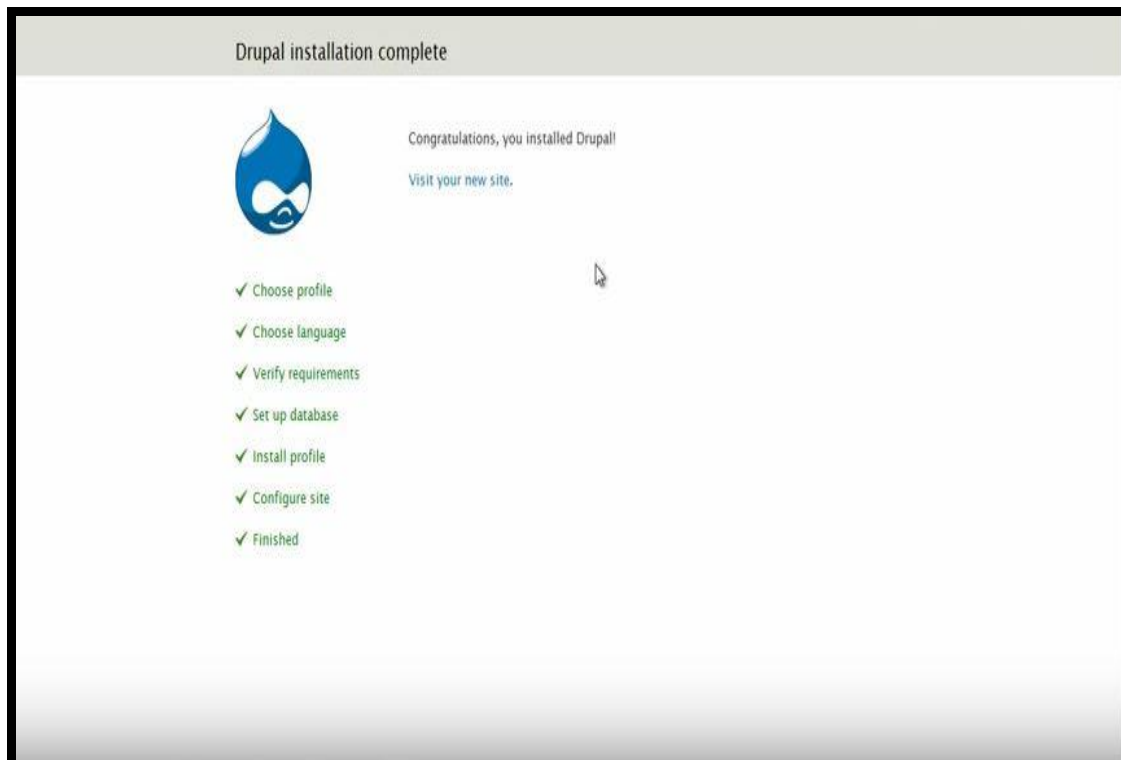 Drupal installation complete
Congratulations, you installed Drupal!
Visit your new site.
Choose profile
Choose language
Verify requirements
Set up database
Install profile
Configure site
Finished